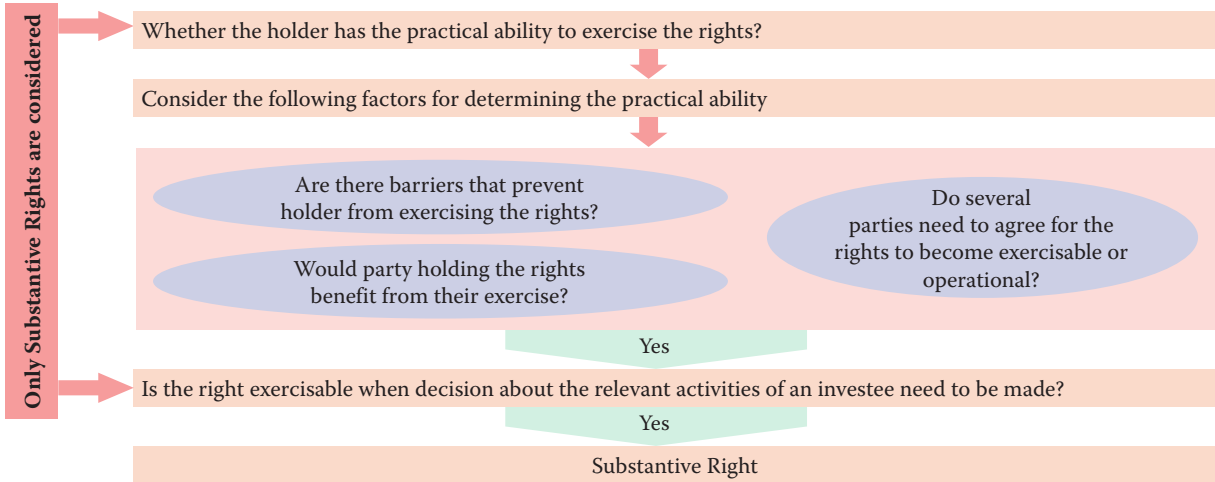 Only Substantive Rights are considered
Whether the holder has the practical ability to exercise the rights?
Consider the following factors for determining the practical ability
Are there barriers that prevent
holder from exercising the rights?
Would party holding the rights
benefit from their exercise?
Do several
parties need to agree for the
rights to become exercisable or
operational?
Yes
Is the right exercisable when decision about the relevant activities of an investee need to be made?
Yes
Substantive Right